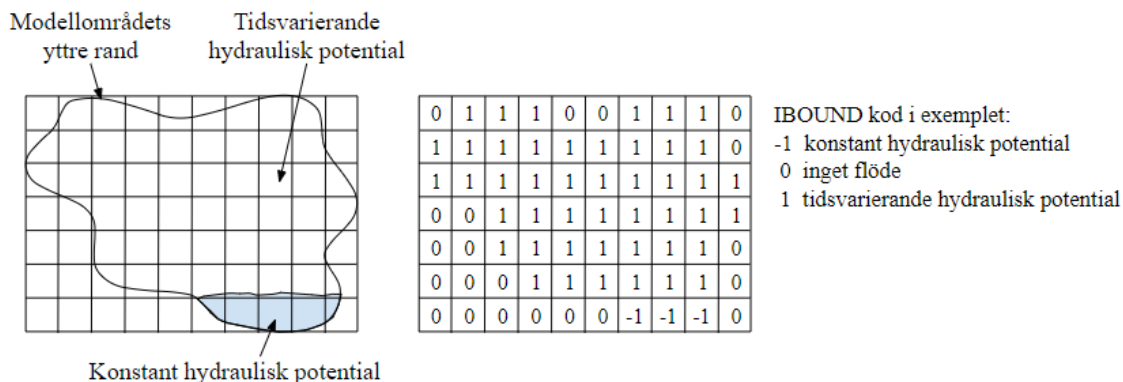 Modellområdets
yttre rand
Tidsvarierande
hydraulisk potential
Konstant hydraulisk potential
0 1 1 1 0 0 1 1 1 0
1 1 1 1 1 1 1 1 1 0
1 1 1 1 1 1 1 1 1 1
0 0 1 1 1 1 1 1 1 1
0 0 1 1 1 1 1 1 1 0
0 0 0 1 1 1 1 1 1 0
0 0 0 0 0 0 -1 -1 -1 0
IBOUND kod i exemplet:
-1 konstant hydraulisk potential
0 inget flöde
1 tidsvarierande hydraulisk potential